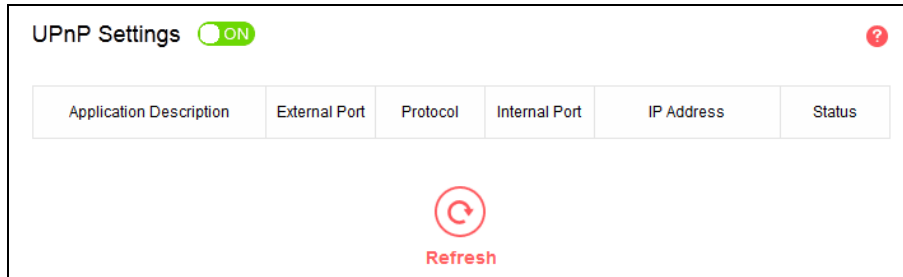 UPnP Settings ON ?
Application Description External Port Protocol Internal Port IP Address Status
Refresh